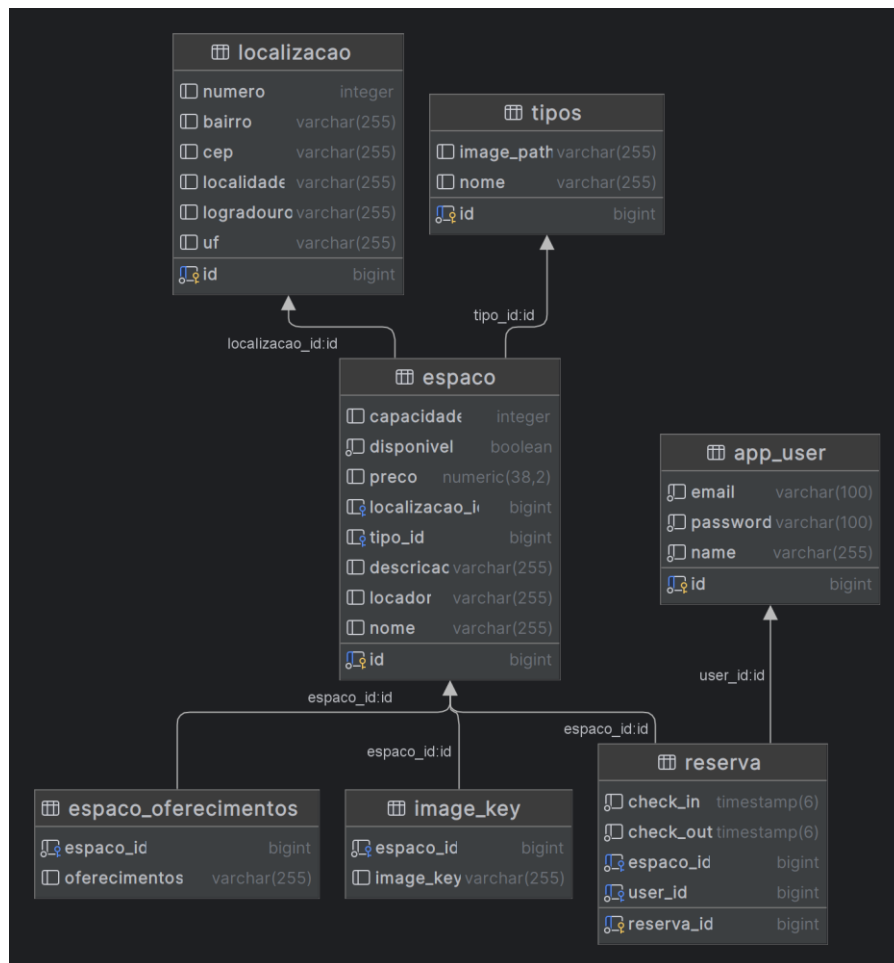 localizacao
numero integer
bairro varchar(255)
cep varchar(255)
localidade varchar(255)
logradouro varchar(255)
uf varchar(255)
id bigint
tipos
image_path varchar(255)
nome varchar(255)
id bigint
localizacao_id:id
tipo_id:id
espaco
capacidade integer
disponivel boolean
preco numeric(38,2)
localizacao_i bigint
tipo_id bigint
descricac varchar(255)
locador varchar(255)
nome varchar(255)
id bigint
app_user
email varchar(100)
password varchar(100)
name varchar(255)
id bigint
espaco_id:id
espaco_id:id
espaco_id:id
user_id:id
espaco_oferecimentos
espaco_id bigint
oferecimentos varchar(255)
image_key
espaco_id bigint
image_key varchar(255)
reserva
check_in timestamp(6)
check_out timestamp(6)
espaco_id bigint
user_id bigint
reserva_id bigint